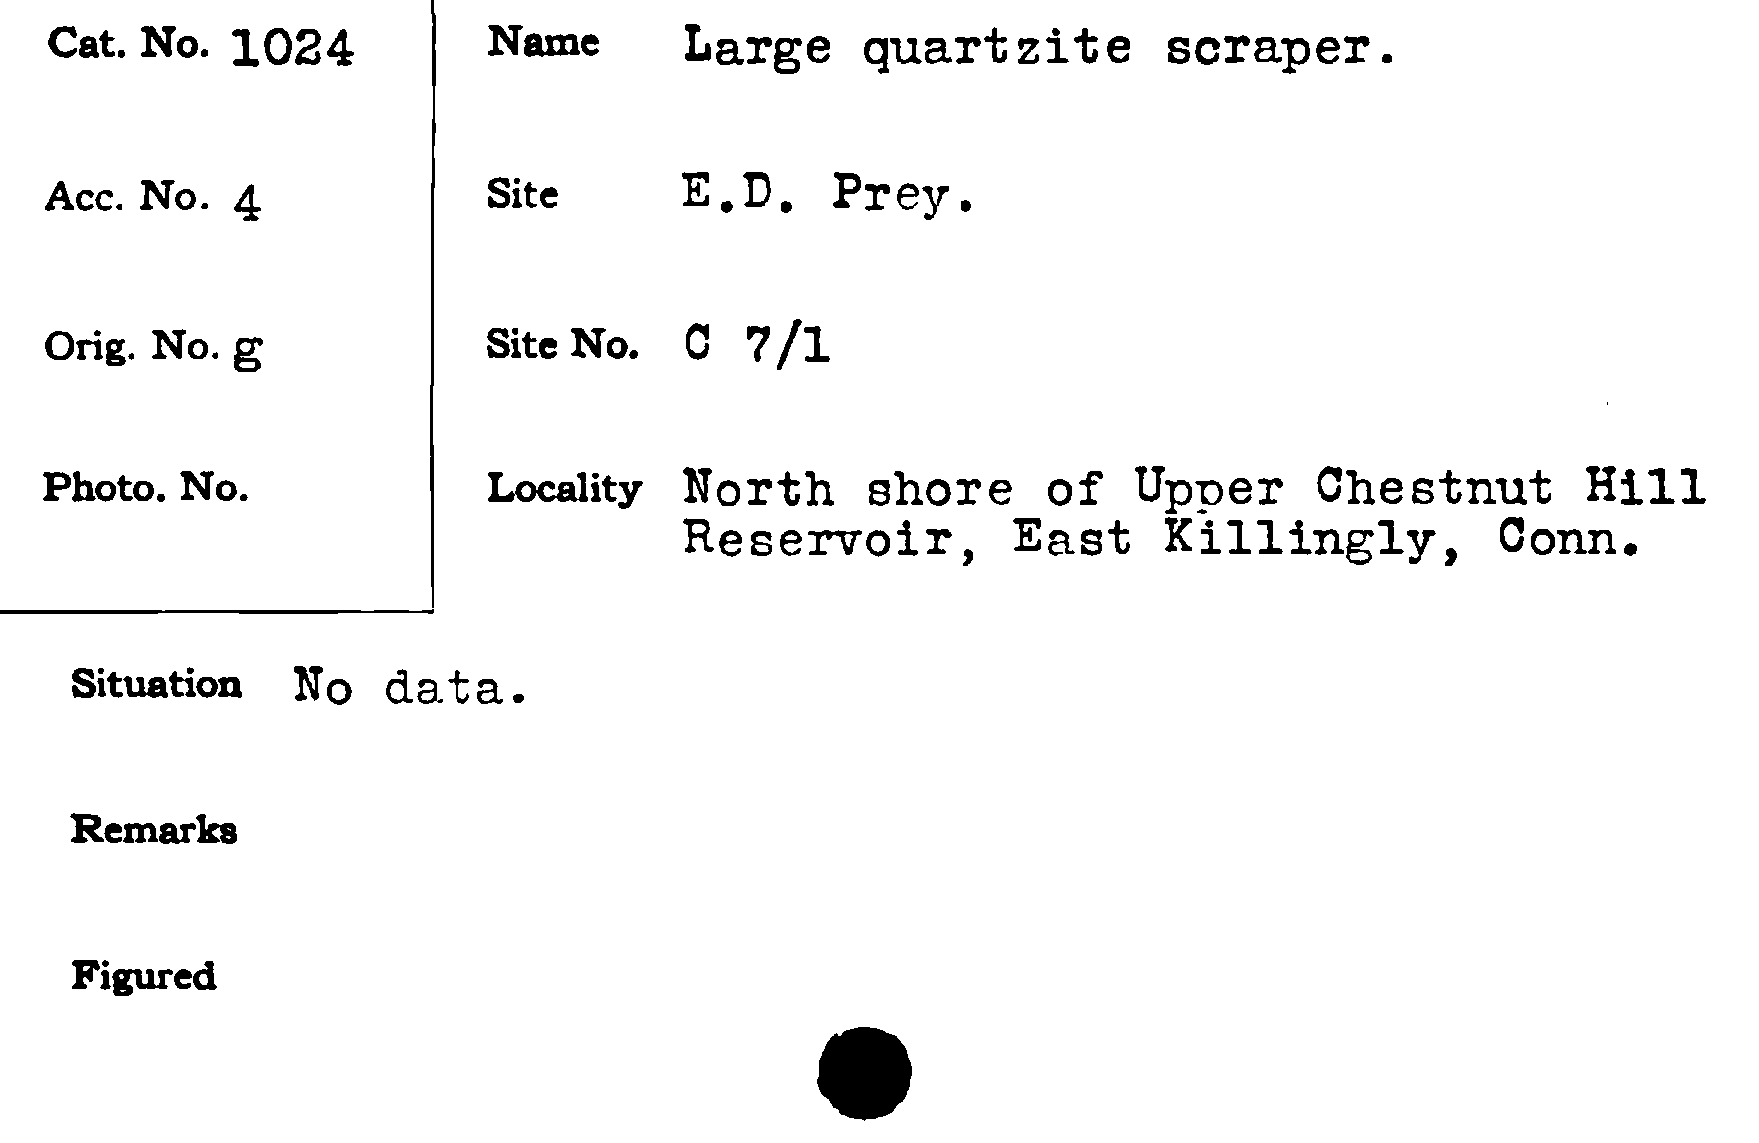 Cat. No. 1024
Name Large quartzite scraper.
Acc. No. 4
Site E.D. Prey.
Orig. No. g
Site No. C 7/1
Photo. No.
Locality North shore of Upper Chestnut Hill
Reservoir, East Killingly, Conn.
Situation No data.
Remarks
Figured